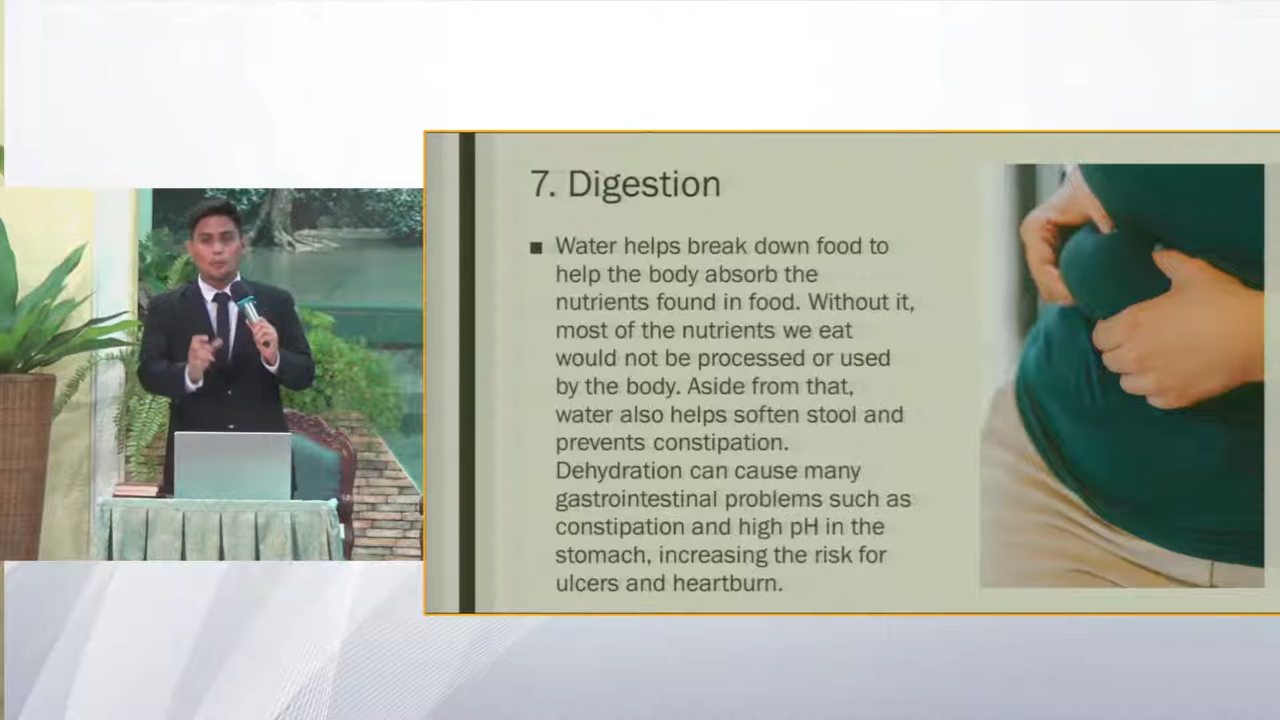 7. Digestion
■ Water helps break down food to
help the body absorb the
nutrients found in food. Without it,
most of the nutrients we eat
would not be processed or used
by the body. Aside from that,
water also helps soften stool and
prevents constipation.
Dehydration can cause many
gastrointestinal problems such as
constipation and high pH in the
stomach, increasing the risk for
ulcers and heartburn.